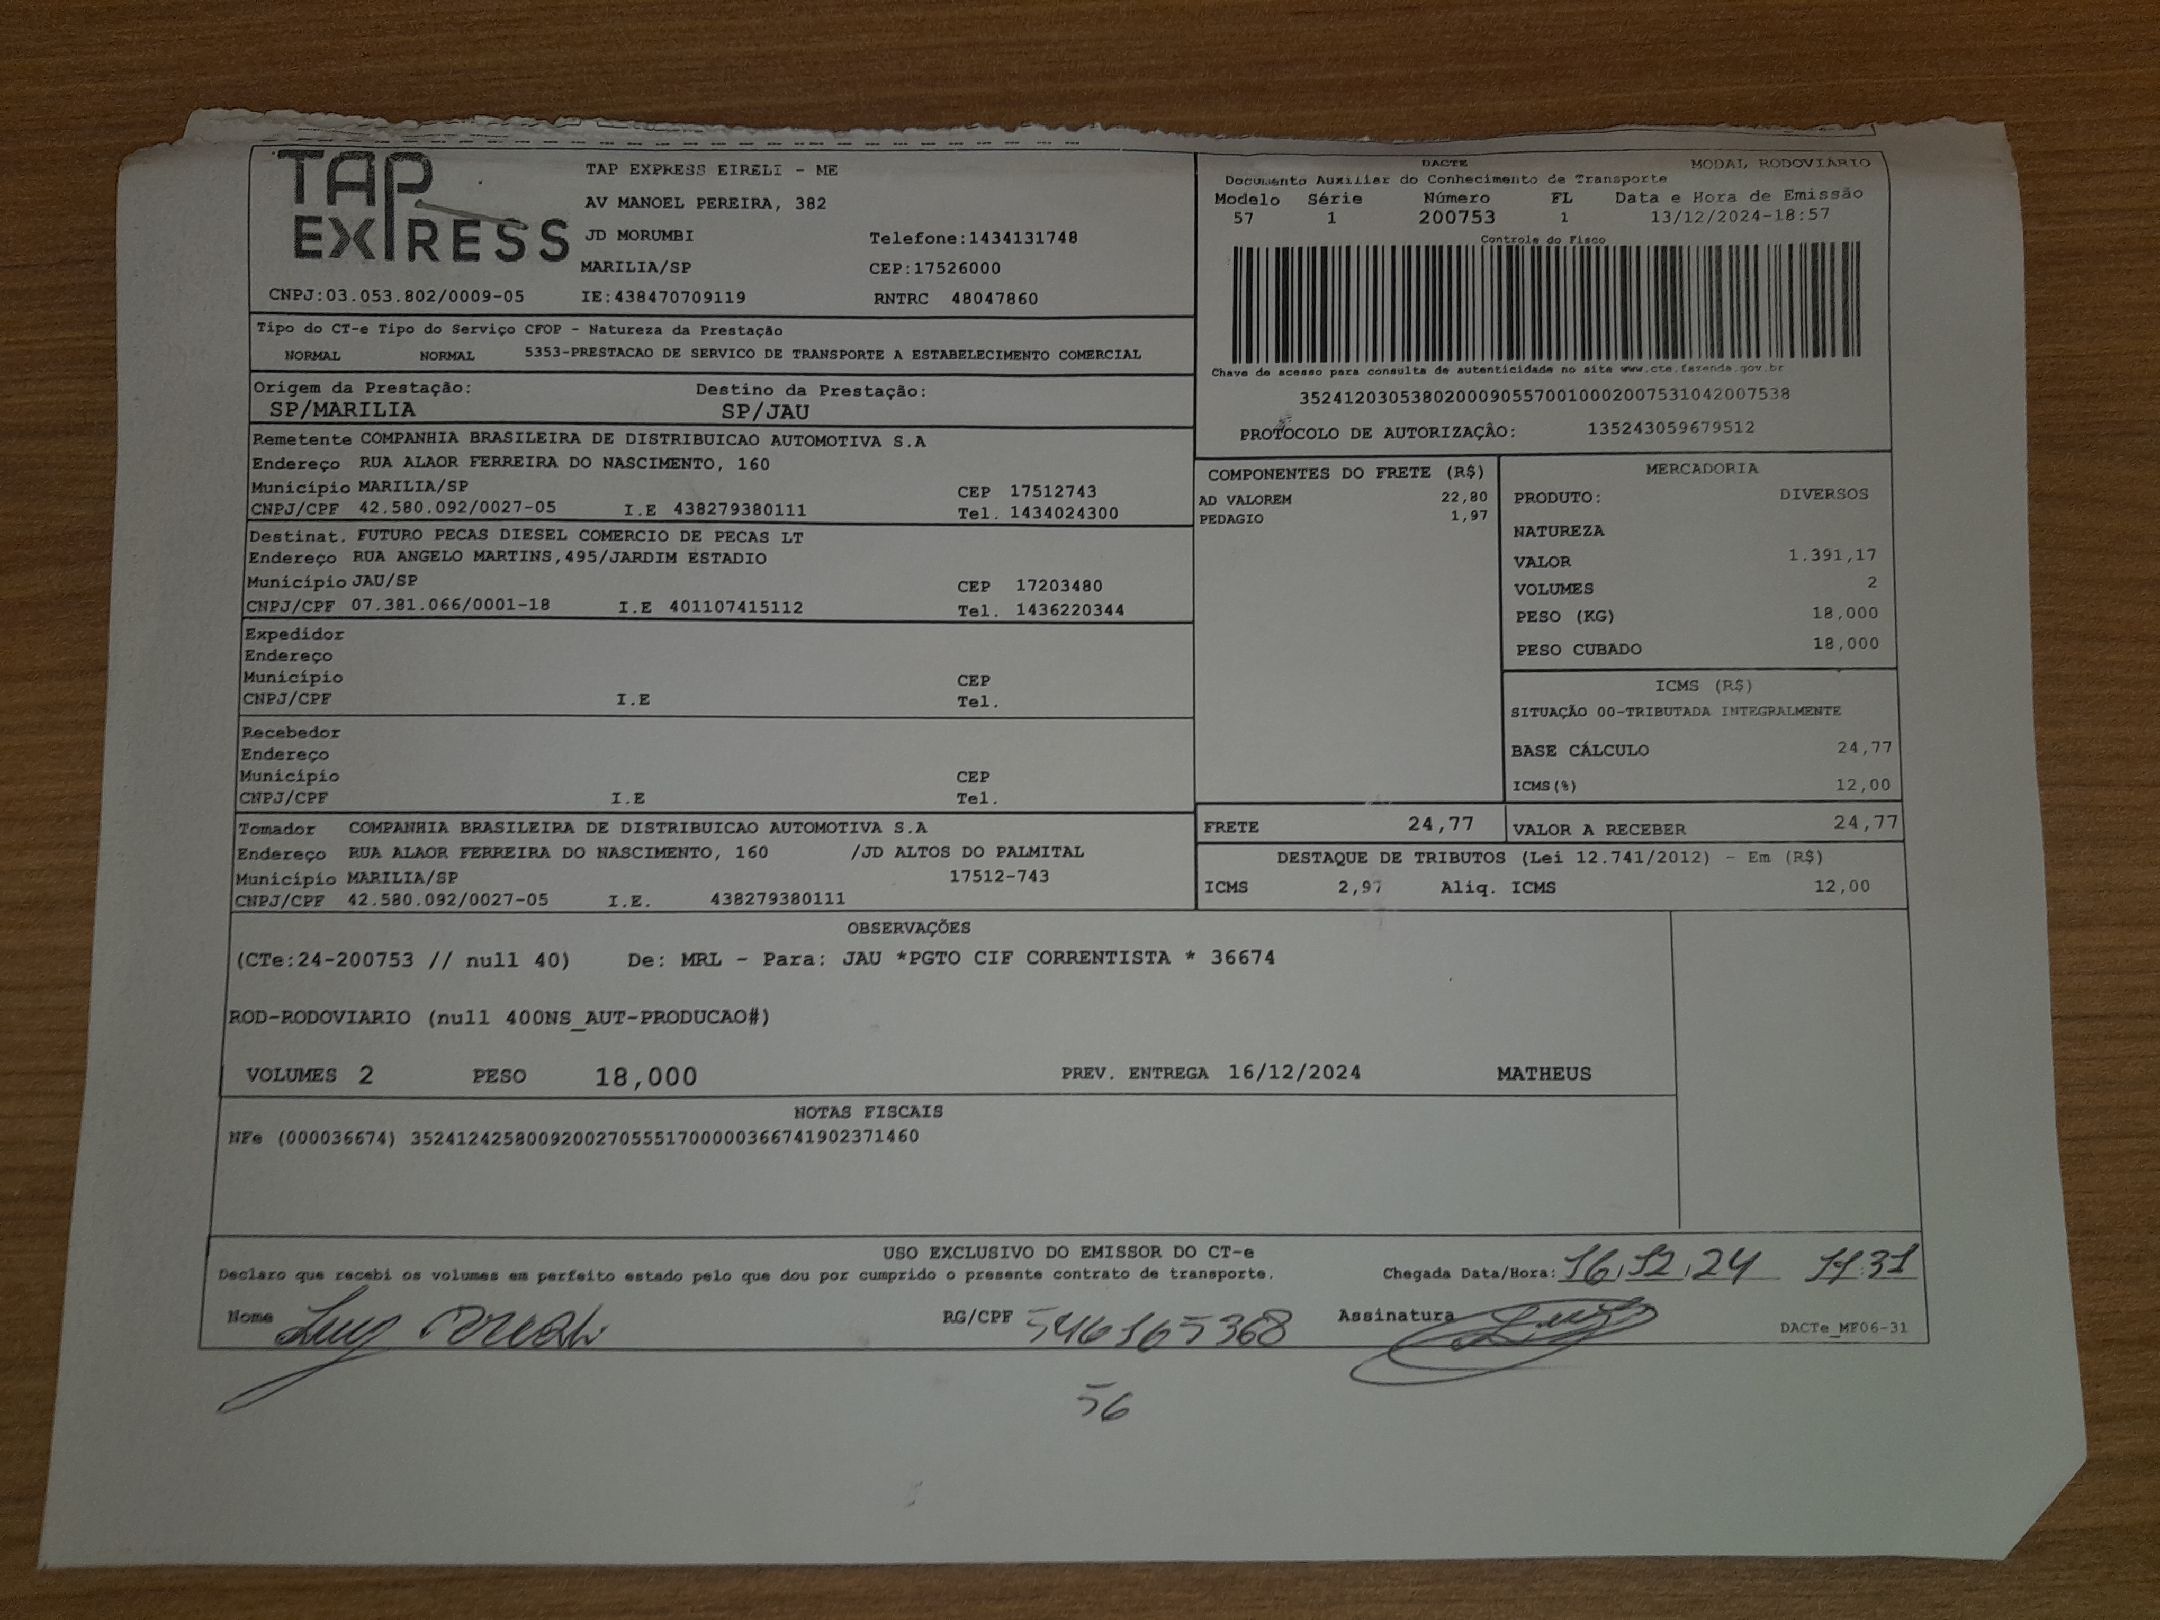 TAP
EXPRESS
TAP EXPRESS EIRELI - ME
AV MANOEL PEREIRA, 382
JD MORUMBI Telefone:1434131748
MARILIA/SP CEP:17526000
CNPJ:03.053.802/0009-05 IE:438470709119 RNTRC 48047860
DACTE MODAL RODOVIÁRIO
Documento Auxiliar do Conhecimento de Transporte
Modelo Série Número FL Data e Hora de Emissão
57 1 200753 1 13/12/2024-18:57
Controle do Fisco
Chave de acesso para consulta de autenticidade no site www.cte.fazenda.gov.br
35241203053802000905570010002007531042007538
PROTOCOLO DE AUTORIZAÇÃO: 135243059679512
Tipo do CT-e Tipo do Serviço CFOP - Natureza da Prestação
NORMAL NORMAL 5353-PRESTACAO DE SERVICO DE TRANSPORTE A ESTABELECIMENTO COMERCIAL
Origem da Prestação: Destino da Prestação:
SP/MARILIA SP/JAU
Remetente COMPANHIA BRASILEIRA DE DISTRIBUICAO AUTOMOTIVA S.A
Endereço RUA ALAOR FERREIRA DO NASCIMENTO, 160
Município MARILIA/SP CEP 17512743
CNPJ/CPF 42.580.092/0027-05 I.E 438279380111 Tel. 1434024300
Destinat. FUTURO PECAS DIESEL COMERCIO DE PECAS LT
Endereço RUA ANGELO MARTINS,495/JARDIM ESTADIO
Município JAU/SP CEP 17203480
CNPJ/CPF 07.381.066/0001-18 I.E 401107415112 Tel. 1436220344
Expedidor
Endereço
Município CEP
CNPJ/CPF I.E Tel.
Recebedor
Endereço
Município CEP
CNPJ/CPF I.E Tel.
Tomador COMPANHIA BRASILEIRA DE DISTRIBUICAO AUTOMOTIVA S.A
Endereço RUA ALAOR FERREIRA DO NASCIMENTO, 160 /JD ALTOS DO PALMITAL
Município MARILIA/SP 17512-743
CNPJ/CPF 42.580.092/0027-05 I.E. 438279380111
COMPONENTES DO FRETE (R$)
AD VALOREM 22,80
PEDAGIO 1,97
MERCADORIA
PRODUTO: DIVERSOS
NATUREZA
VALOR 1.391,17
VOLUMES 2
PESO (KG) 18,000
PESO CUBADO 18,000
ICMS (R$)
SITUAÇÃO 00-TRIBUTADA INTEGRALMENTE
BASE CÁLCULO 24,77
ICMS(%) 12,00
FRETE 24,77 VALOR A RECEBER 24,77
DESTAQUE DE TRIBUTOS (Lei 12.741/2012) - Em (R$)
ICMS 2,97 Aliq. ICMS 12,00
OBSERVAÇÕES
(CTe:24-200753 // null 40) De: MRL - Para: JAU *PGTO CIF CORRENTISTA * 36674
ROD-RODOVIARIO (null 400NS_AUT-PRODUCAO#)
VOLUMES 2 PESO 18,000 PREV. ENTREGA 16/12/2024 MATHEUS
NOTAS FISCAIS
NFe (000036674) 35241242580092002705551700000366741902371460
USO EXCLUSIVO DO EMISSOR DO CT-e
Declaro que recebi os volumes em perfeito estado pelo que dou por cumprido o presente contrato de transporte. Chegada Data/Hora: 16,12,24 11:31
Nome Luiz RG/CPF 546165368 Assinatura
DACTe_MF06-31
56